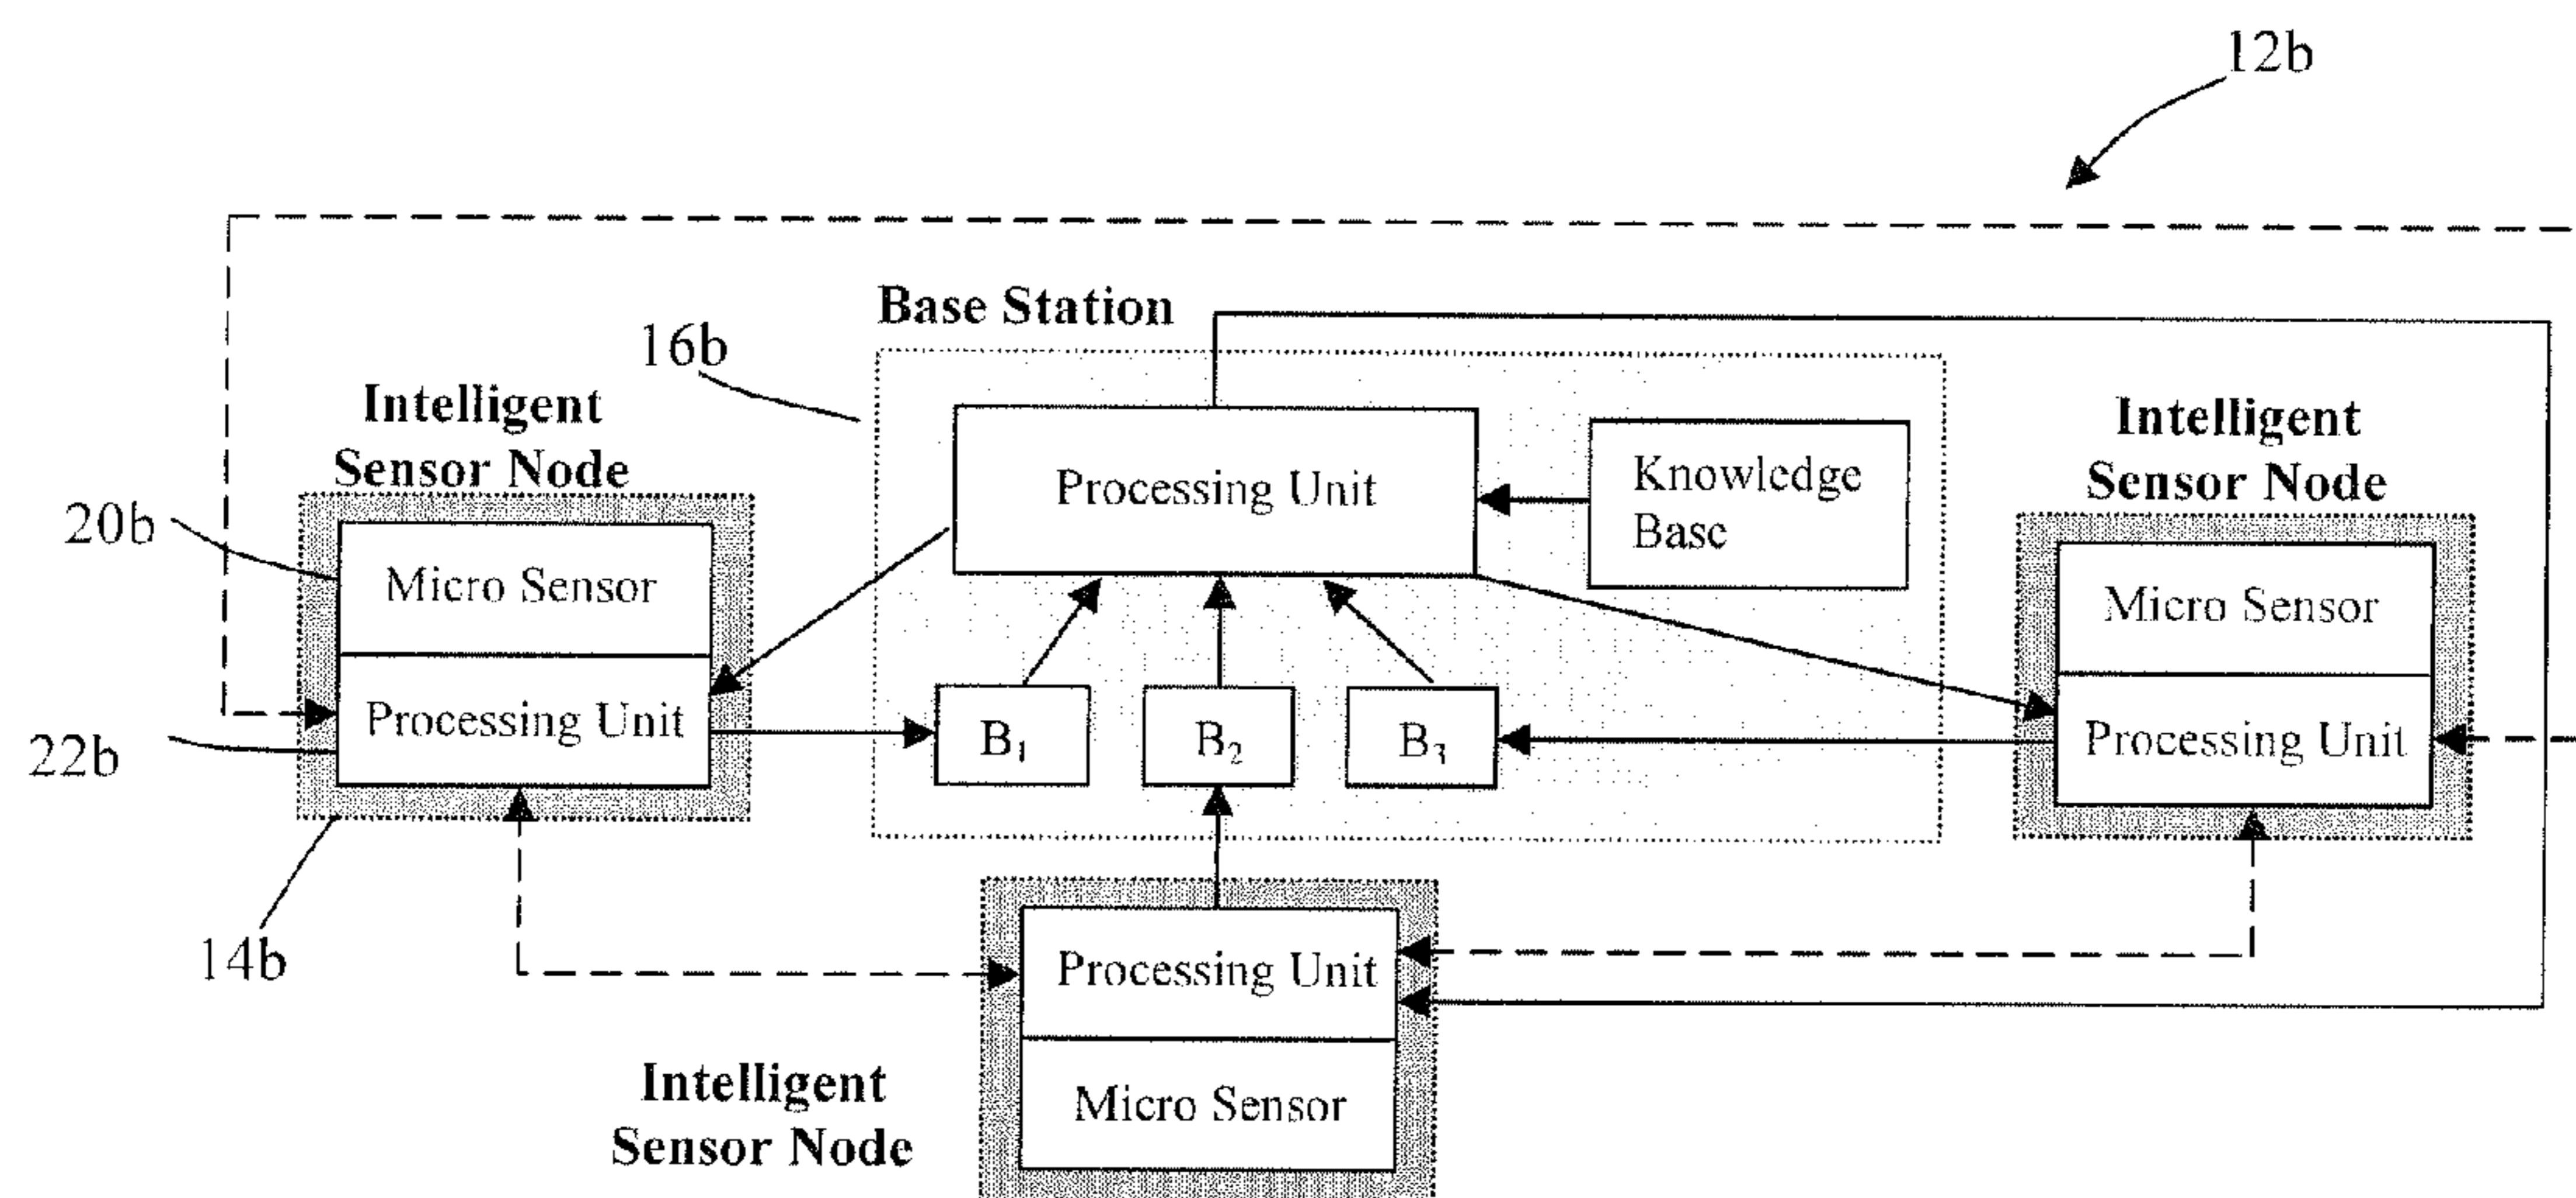 12b
Base Station
16b
Intelligent
Sensor Node
Intelligent
Sensor Node
20b
Micro Sensor
Processing Unit
22b
14b
Processing Unit
Knowledge
Base
B₁
B₂
B₃
Micro Sensor
Processing Unit
Processing Unit
Micro Sensor
Intelligent
Sensor Node